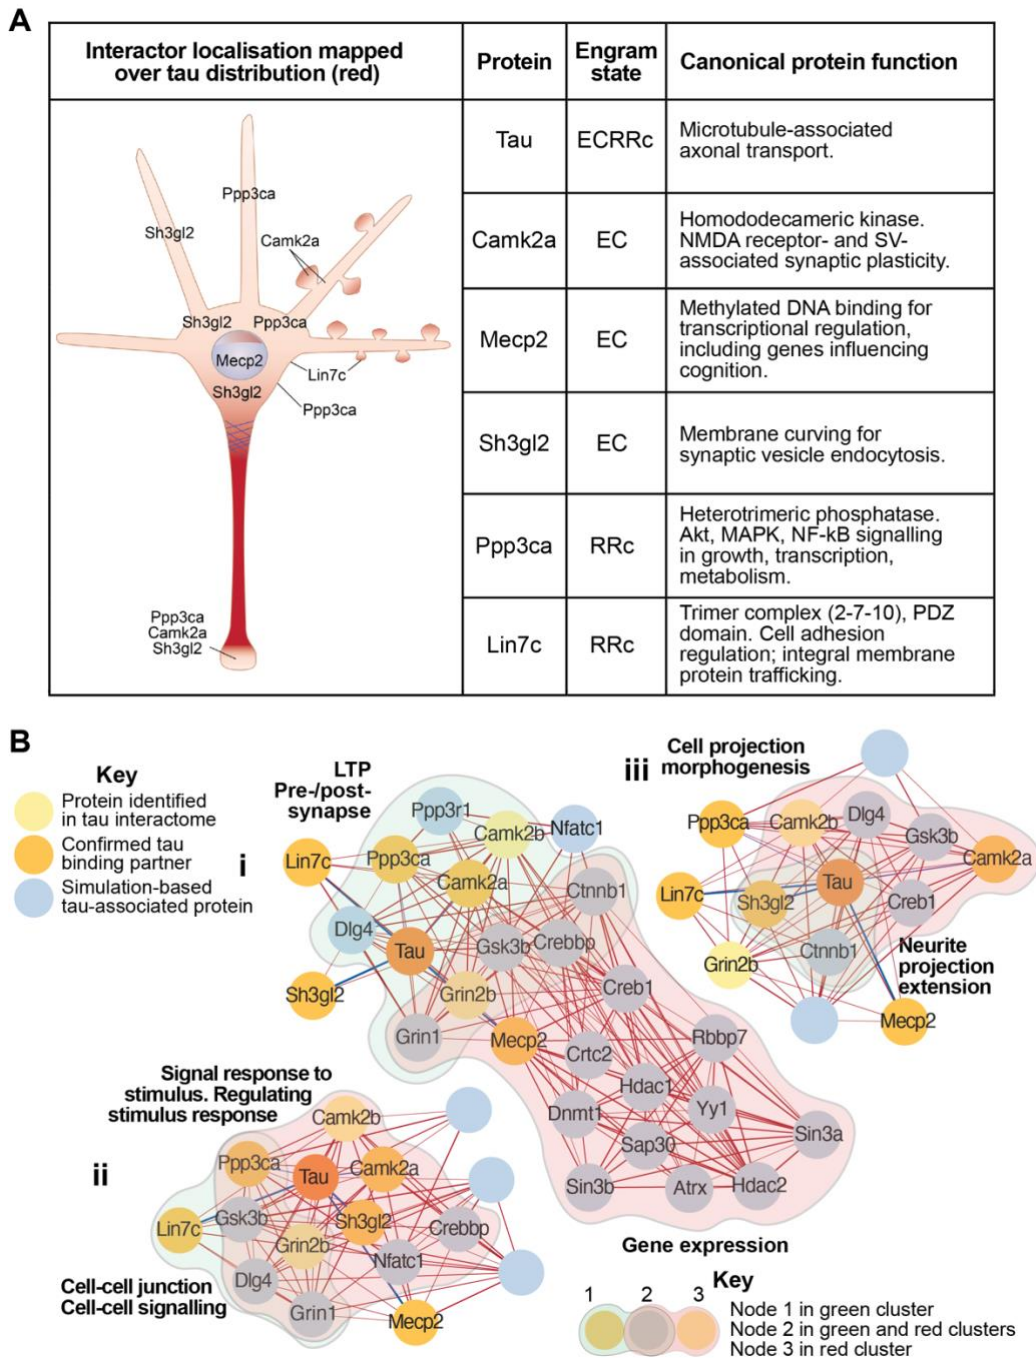 A
Interactor localisation mapped
over tau distribution (red)
Protein
Engram
state
Canonical protein function
Ppp3ca
Sh3gl2
Camk2a
Sh3gl2
Ppp3ca
Mecp2
Lin7c
Sh3gl2
Ppp3ca
Ppp3ca
Camk2a
Sh3gl2
Tau
ECRRc
Microtubule-associated
axonal transport.
Camk2a
EC
Homododecameric kinase.
NMDA receptor- and SV-
associated synaptic plasticity.
Mecp2
EC
Methylated DNA binding for
transcriptional regulation,
including genes influencing
cognition.
Sh3gl2
EC
Membrane curving for
synaptic vesicle endocytosis.
Ppp3ca
RRc
Heterotrimeric phosphatase.
Akt, MAPK, NF-kB signalling
in growth, transcription,
metabolism.
Lin7c
RRc
Trimer complex (2-7-10), PDZ
domain. Cell adhesion
regulation; integral membrane
protein trafficking.
B
Key
Protein identified
in tau interactome
Confirmed tau
binding partner
Simulation-based
tau-associated protein
i
LTP
Pre-/post-
synapse
Ppp3r1
Camk2b
Nfatc1
Lin7c
Ppp3ca
Camk2a
Ctnnb1
Dlg4
Tau
Gsk3b
Crebbp
Sh3gl2
Grin2b
Creb1
Grin1
Mecp2
Crtc2
Rbbp7
Hdac1
Dnmt1
Yy1
Sap30
Sin3a
Sin3b
Atrx
Hdac2
Gene expression
iii
Cell projection
morphogenesis
Ppp3ca
Camk2b
Dlg4
Gsk3b
Camk2a
Lin7c
Sh3gl2
Tau
Creb1
Grin2b
Ctnnb1
Neurite
projection
extension
Mecp2
ii
Signal response to
stimulus. Regulating
stimulus response
Camk2b
Ppp3ca
Tau
Camk2a
Lin7c
Gsk3b
Sh3gl2
Crebbp
Grin2b
Nfatc1
Dlg4
Grin1
Mecp2
Cell-cell junction
Cell-cell signalling
Key
1
2
3
Node 1 in green cluster
Node 2 in green and red clusters
Node 3 in red cluster